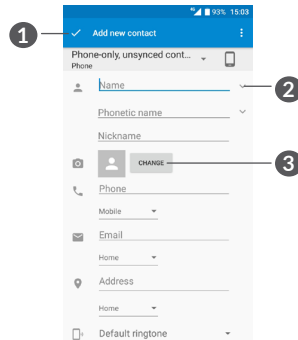 93% 15:03
1
Add new contact
Phone-only, unsynced cont...
Phone
Name
2
Phonetic name
Nickname
CHANGE
3
Phone
Mobile
Email
Home
Address
Home
Default ringtone